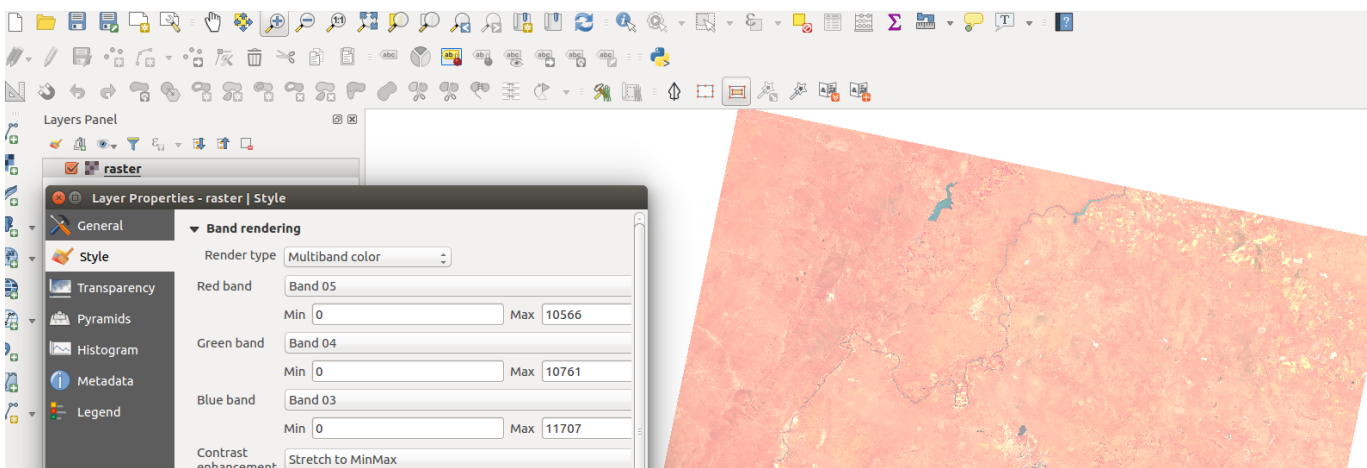 Layers Panel
raster
Layer Properties - raster | Style
General
Style
Transparency
Pyramids
Histogram
Metadata
Legend
Band rendering
Render type Multiband color
Red band Band 05
Min 0 Max 10566
Green band Band 04
Min 0 Max 10761
Blue band Band 03
Min 0 Max 11707
Contrast
enhancement Stretch to MinMax